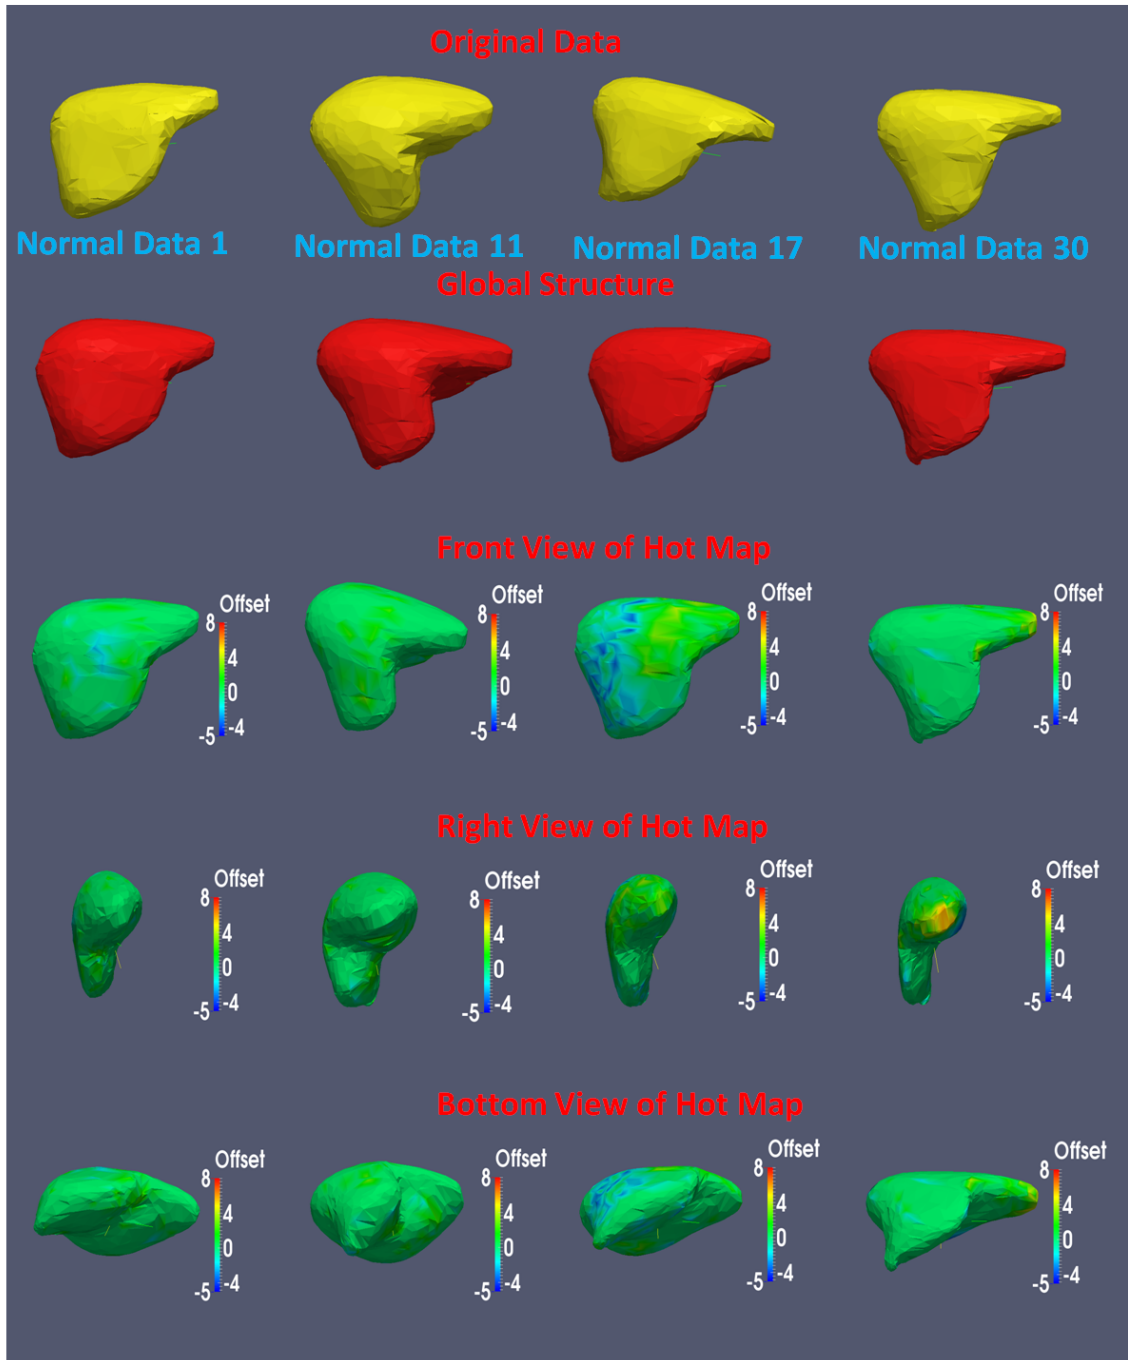 Original Data
Normal Data 1 Normal Data 11 Normal Data 17 Normal Data 30
Global Structure
Front View of Hot Map
Offset Offset Offset Offset
8 8 8 8
4 4 4 4
0 0 0 0
-4 -4 -4 -4
-5 -5 -5 -5
Right View of Hot Map
Offset Offset Offset Offset
8 8 8 8
4 4 4 4
0 0 0 0
-4 -4 -4 -4
-5 -5 -5 -5
Bottom View of Hot Map
Offset Offset Offset Offset
8 8 8 8
4 4 4 4
0 0 0 0
-4 -4 -4 -4
-5 -5 -5 -5